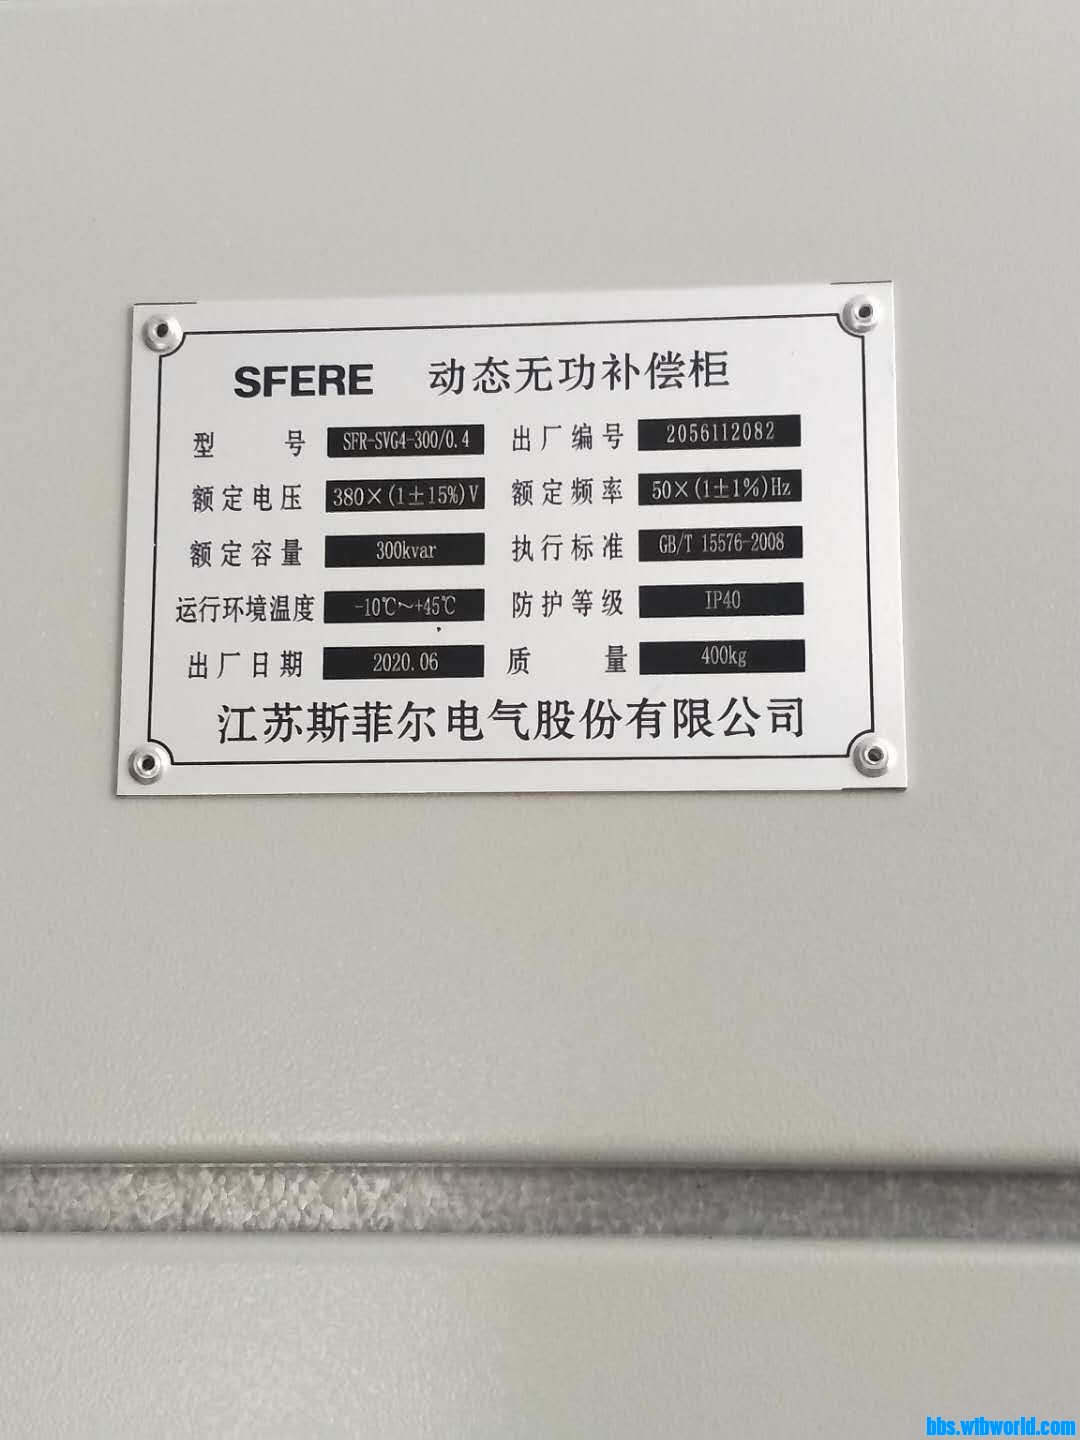 SFERE 动态无功补偿柜
型 号 SFR-SVG4-300/0.4 出厂编号 2056112082
额定电压 380×(1±15%)V 额定频率 50×(1±1%)Hz
额定容量 300kvar 执行标准 GB/T 15576-2008
运行环境温度 -10℃~+45℃ 防护等级 IP40
出厂日期 2020.06 质 量 400kg
江苏斯菲尔电气股份有限公司
bbs.wtbworld.com